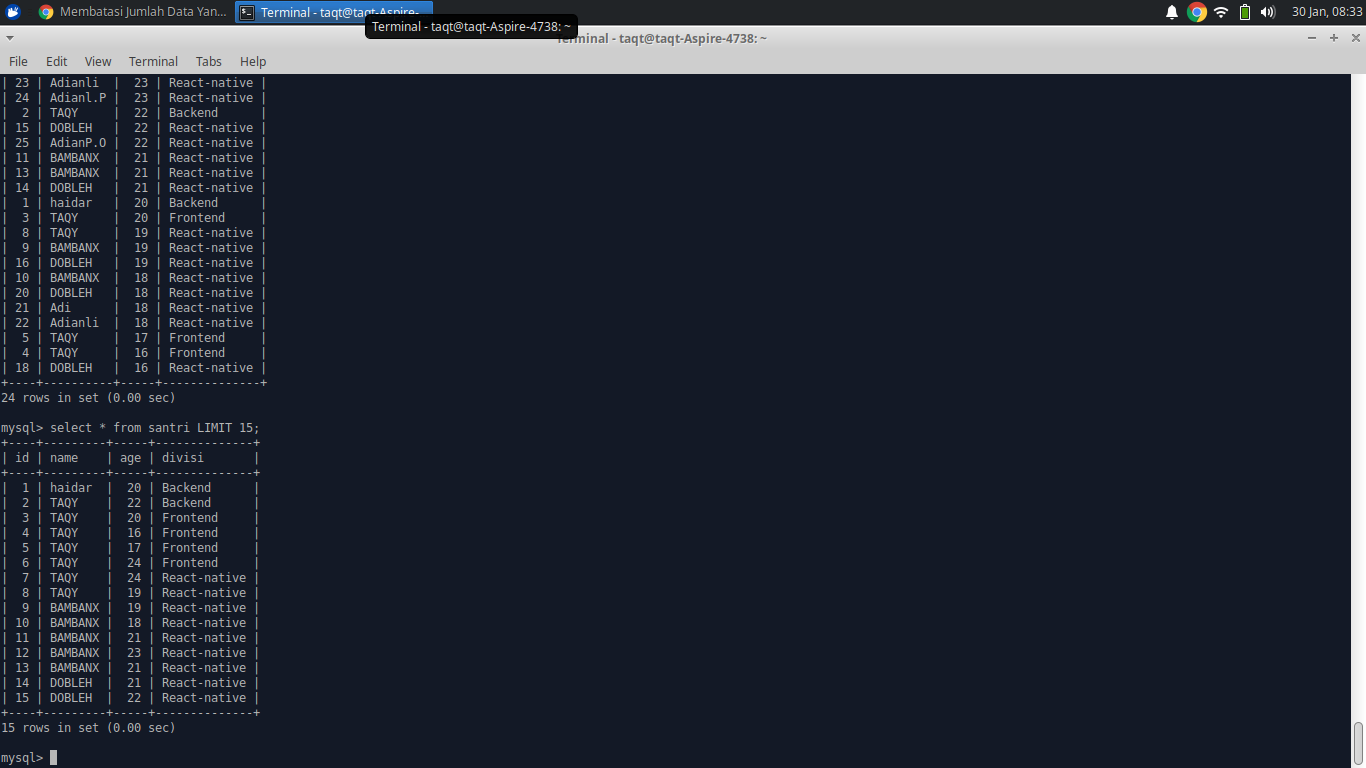 Membatasi Jumlah Data Yan...
Terminal - taqt@taqt-Aspire-...
30 Jan, 08:33
Terminal - taqt@taqt-Aspire-4738: ~
Terminal - taqt@taqt-Aspire-4738: ~
File Edit View Terminal Tabs Help
| 23 | Adianli  |  23 | React-native |
| 24 | Adianl.P |  23 | React-native |
|  2 | TAQY     |  22 | Backend      |
| 15 | DOBLEH   |  22 | React-native |
| 25 | AdianP.O |  22 | React-native |
| 11 | BAMBANX  |  21 | React-native |
| 13 | BAMBANX  |  21 | React-native |
| 14 | DOBLEH   |  21 | React-native |
|  1 | haidar   |  20 | Backend      |
|  3 | TAQY     |  20 | Frontend     |
|  8 | TAQY     |  19 | React-native |
|  9 | BAMBANX  |  19 | React-native |
| 16 | DOBLEH   |  19 | React-native |
| 10 | BAMBANX  |  18 | React-native |
| 20 | DOBLEH   |  18 | React-native |
| 21 | Adi      |  18 | React-native |
| 22 | Adianli  |  18 | React-native |
|  5 | TAQY     |  17 | Frontend     |
|  4 | TAQY     |  16 | Frontend     |
| 18 | DOBLEH   |  16 | React-native |
+----+----------+-----+--------------+
24 rows in set (0.00 sec)
mysql> select * from santri LIMIT 15;
+----+---------+-----+--------------+
| id | name    | age | divisi       |
+----+---------+-----+--------------+
|  1 | haidar  |  20 | Backend      |
|  2 | TAQY    |  22 | Backend      |
|  3 | TAQY    |  20 | Frontend     |
|  4 | TAQY    |  16 | Frontend     |
|  5 | TAQY    |  17 | Frontend     |
|  6 | TAQY    |  24 | Frontend     |
|  7 | TAQY    |  24 | React-native |
|  8 | TAQY    |  19 | React-native |
|  9 | BAMBANX |  19 | React-native |
| 10 | BAMBANX |  18 | React-native |
| 11 | BAMBANX |  21 | React-native |
| 12 | BAMBANX |  23 | React-native |
| 13 | BAMBANX |  21 | React-native |
| 14 | DOBLEH  |  21 | React-native |
| 15 | DOBLEH  |  22 | React-native |
+----+---------+-----+--------------+
15 rows in set (0.00 sec)
mysql>